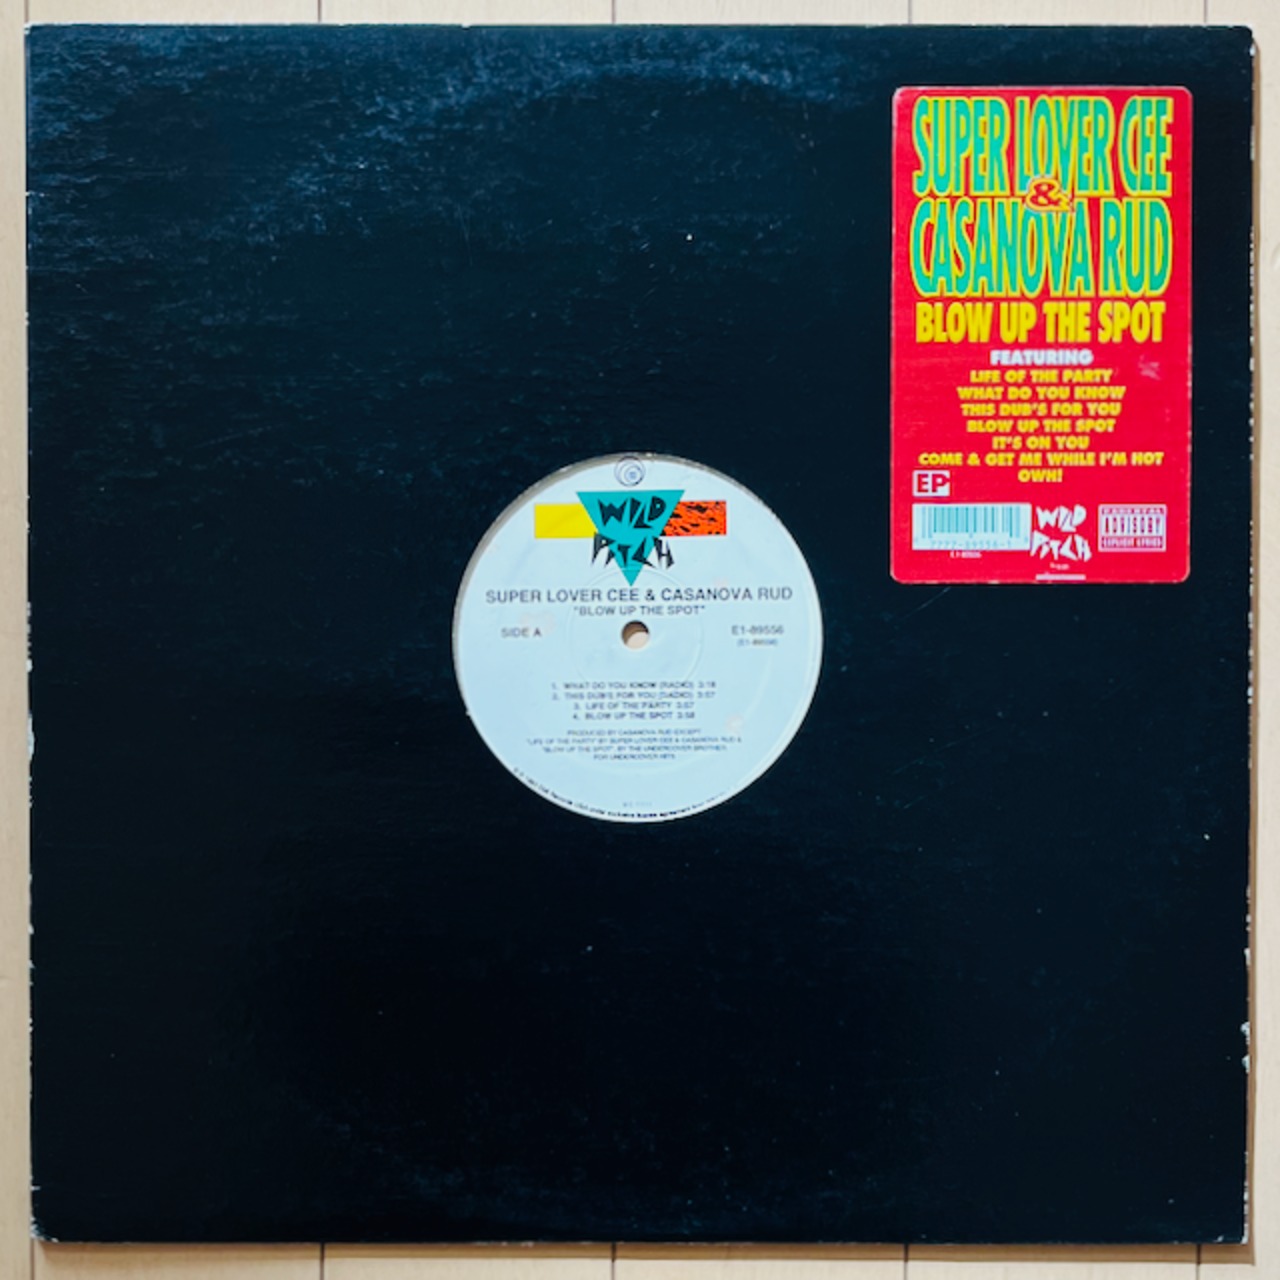 SUPER LOVER CEE
&
CASANOVA RUD
BLOW UP THE SPOT
FEATURING
LIFE OF THE PARTY
WHAT DO YOU KNOW
THIS DUB'S FOR YOU
BLOW UP THE SPOT
IT'S ON YOU
COME & GET ME WHILE I'M HOT
OWH!
EP
WILD
PITCH
PARENTAL
ADVISORY
EXPLICIT LYRICS
WILD
PITCH
SUPER LOVER CEE & CASANOVA RUD
"BLOW UP THE SPOT"
SIDE A
E1-89556
1. WHAT DO YOU KNOW (RADIO) 3:18
2. THIS DUB'S FOR YOU (RADIO) 3:57
3. LIFE OF THE PARTY 3:57
4. BLOW UP THE SPOT 3:58
PRODUCED BY CASANOVA RUD EXCEPT
"LIFE OF THE PARTY" BY SUPER LOVER CEE & CASANOVA RUD &
"BLOW UP THE SPOT", BY THE UNDERCOVER BROTHER,
FOR UNDERCOVER HITS